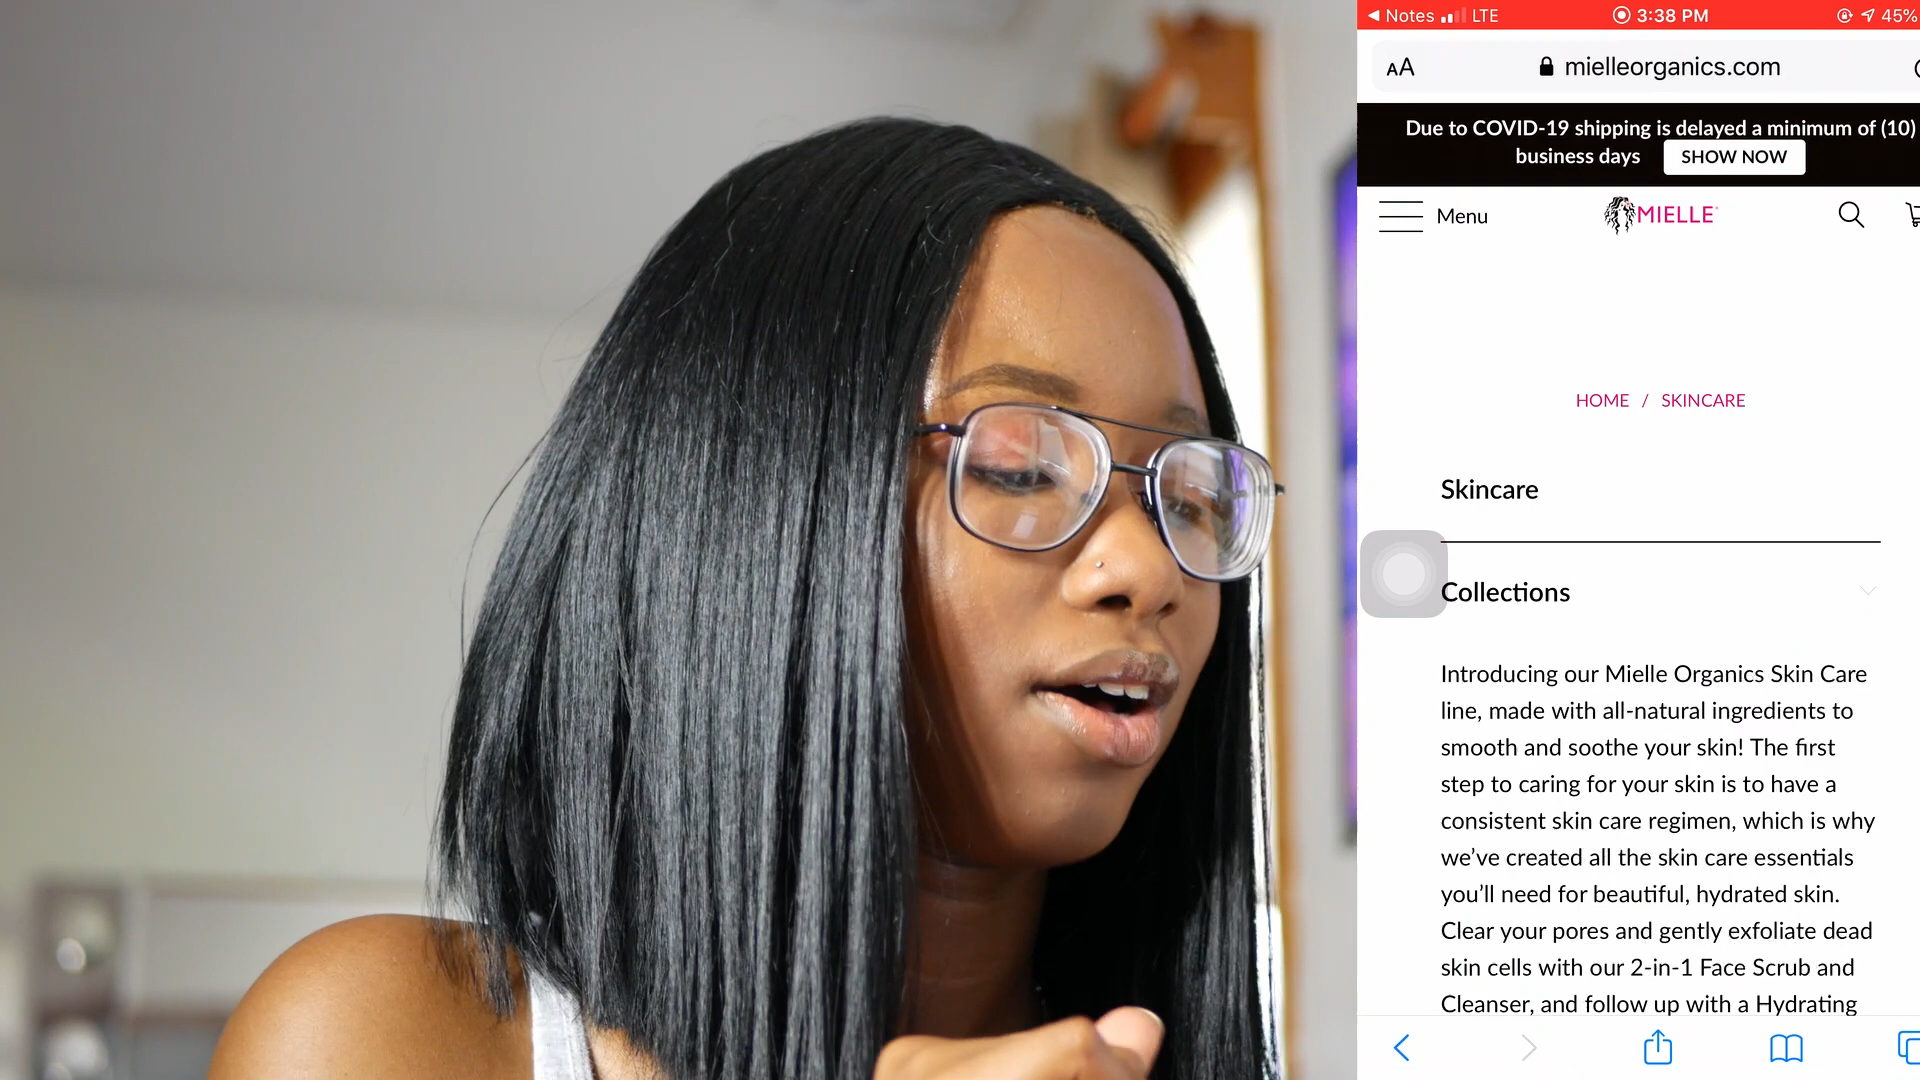 Notes LTE 3:38 PM 45%
AA mielleorganics.com
Due to COVID-19 shipping is delayed a minimum of (10)
business days SHOW NOW
Menu MIELLE
HOME / SKINCARE
Skincare
Collections
Introducing our Mielle Organics Skin Care
line, made with all-natural ingredients to
smooth and soothe your skin! The first
step to caring for your skin is to have a
consistent skin care regimen, which is why
we’ve created all the skin care essentials
you’ll need for beautiful, hydrated skin.
Clear your pores and gently exfoliate dead
skin cells with our 2-in-1 Face Scrub and
Cleanser, and follow up with a Hydrating